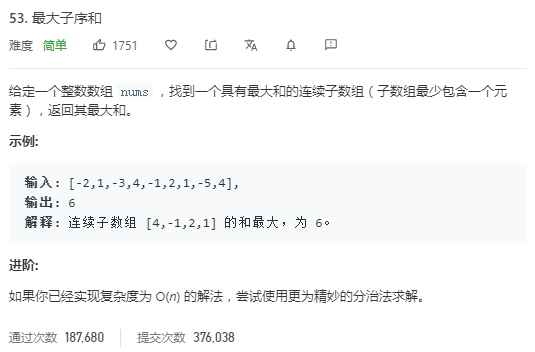 53. 最大子序和
难度 简单 1751
给定一个整数数组 nums ，找到一个具有最大和的连续子数组（子数组最少包含一个元
素），返回其最大和。
示例:
输入: [-2,1,-3,4,-1,2,1,-5,4],
输出: 6
解释: 连续子数组 [4,-1,2,1] 的和最大，为 6。
进阶:
如果你已经实现复杂度为 O(n) 的解法，尝试使用更为精妙的分治法求解。
通过次数 187,680 提交次数 376,038